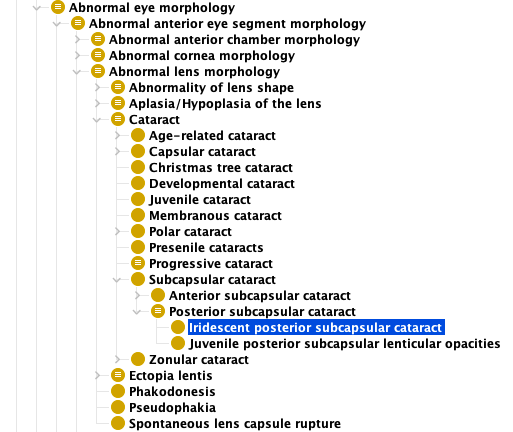 Abnormal eye morphology
Abnormal anterior eye segment morphology
Abnormal anterior chamber morphology
Abnormal cornea morphology
Abnormal lens morphology
Abnormality of lens shape
Aplasia/Hypoplasia of the lens
Cataract
Age-related cataract
Capsular cataract
Christmas tree cataract
Developmental cataract
Juvenile cataract
Membranous cataract
Polar cataract
Presenile cataracts
Progressive cataract
Subcapsular cataract
Anterior subcapsular cataract
Posterior subcapsular cataract
Iridescent posterior subcapsular cataract
Juvenile posterior subcapsular lenticular opacities
Zonular cataract
Ectopia lentis
Phakodonesis
Pseudophakia
Spontaneous lens capsule rupture